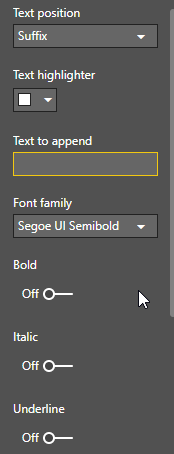 Text position
Suffix
Text highlighter
Text to append
Font family
Segoe UI Semibold
Bold
Off
Italic
Off
Underline
Off